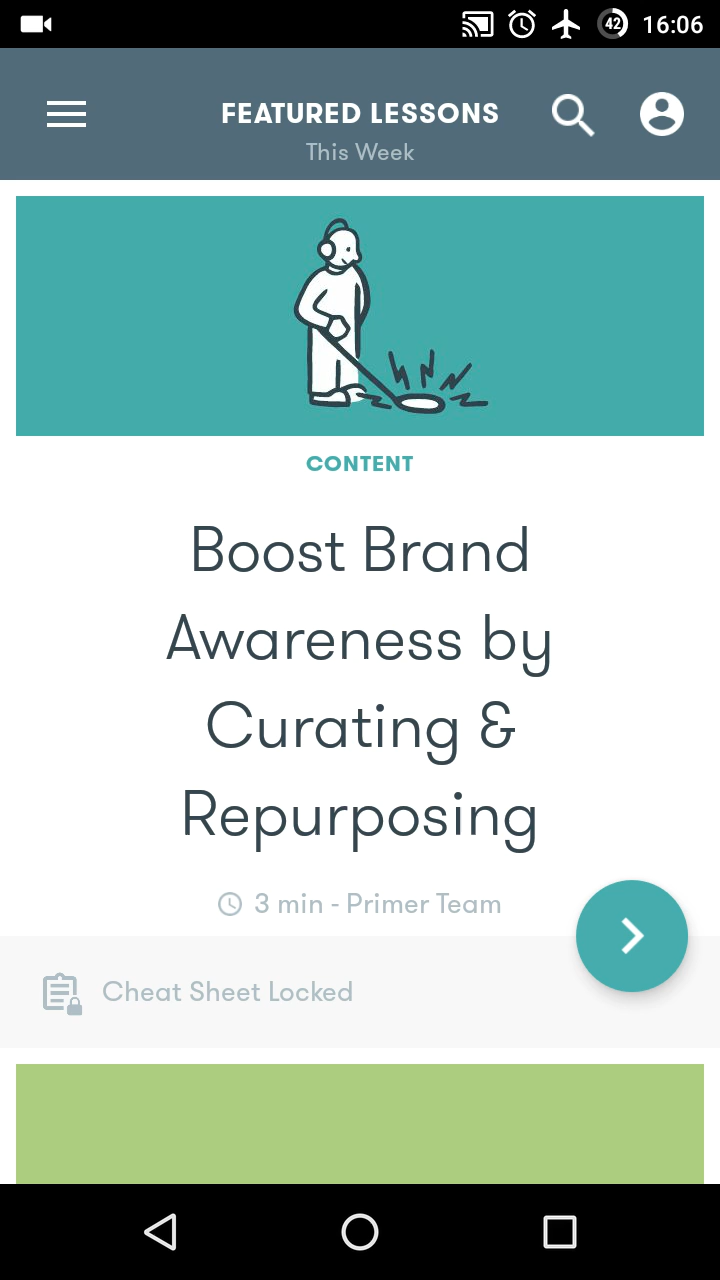 42 16:06
FEATURED LESSONS
This Week
CONTENT
Boost Brand
Awareness by
Curating &
Repurposing
3 min - Primer Team
Cheat Sheet Locked